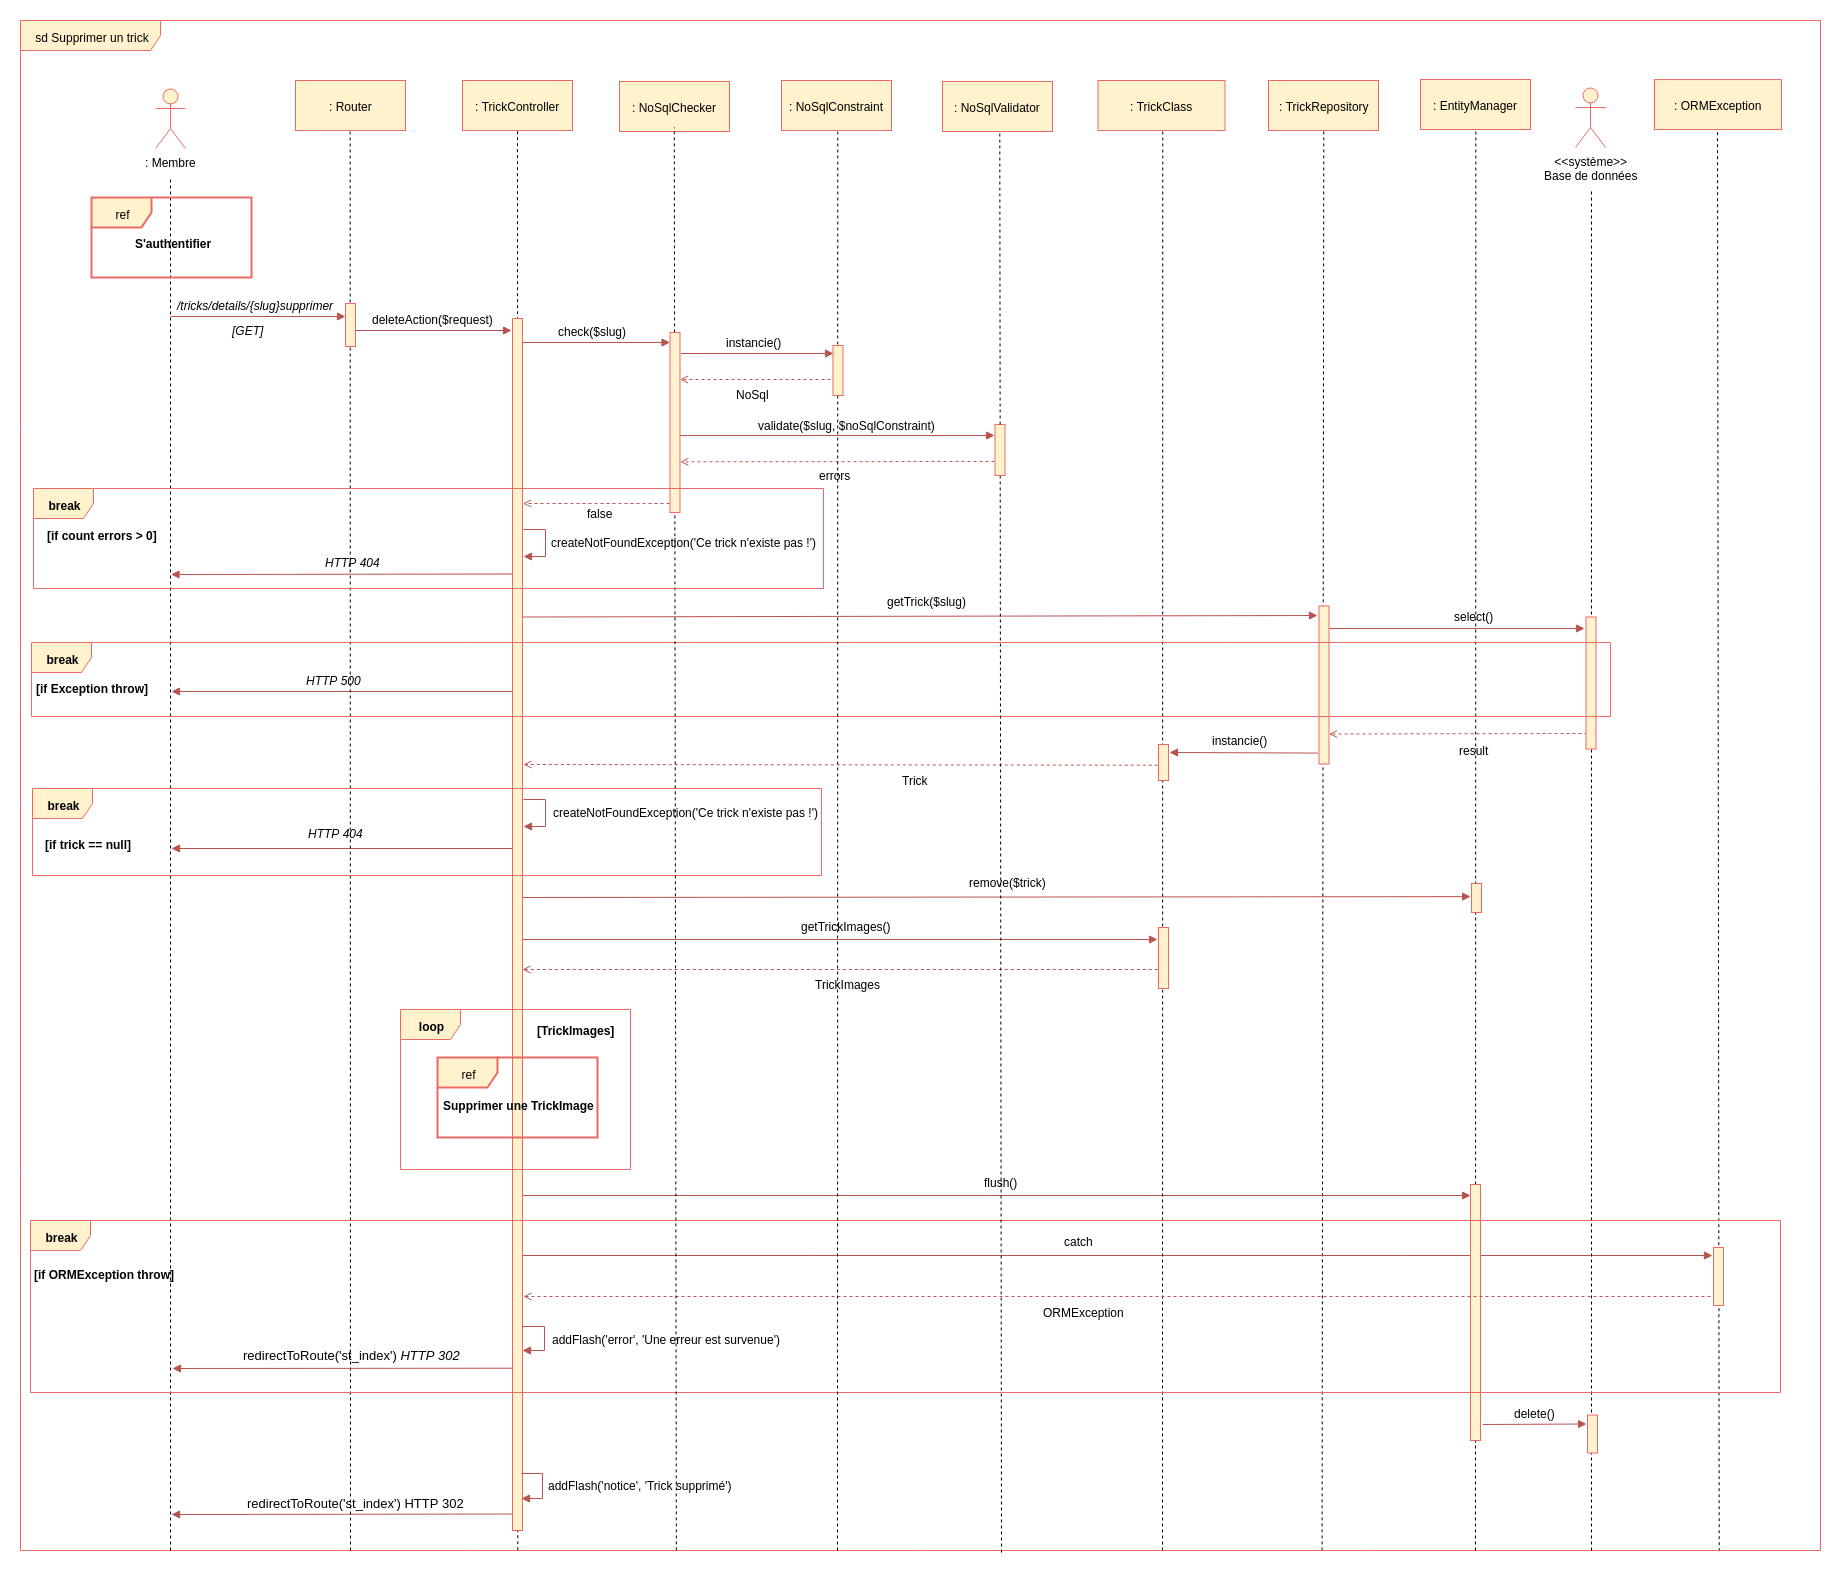 sd Supprimer un trick
: Membre
: Router
: TrickController
: NoSqlChecker
: NoSqlConstraint
: NoSqlValidator
: TrickClass
: TrickRepository
: EntityManager
<<système>>
Base de données
: ORMException
ref
S'authentifier
/tricks/details/{slug}supprimer
[GET]
deleteAction($request)
check($slug)
instancie()
NoSql
validate($slug, $noSqlConstraint)
errors
break
[if count errors > 0]
false
createNotFoundException('Ce trick n'existe pas !')
HTTP 404
getTrick($slug)
select()
break
[if Exception throw]
HTTP 500
result
instancie()
Trick
break
[if trick == null]
createNotFoundException('Ce trick n'existe pas !')
HTTP 404
remove($trick)
getTrickImages()
TrickImages
loop
[TrickImages]
ref
Supprimer une TrickImage
flush()
break
[if ORMException throw]
catch
ORMException
addFlash('error', 'Une erreur est survenue')
redirectToRoute('st_index') HTTP 302
delete()
addFlash('notice', 'Trick supprimé')
redirectToRoute('st_index') HTTP 302